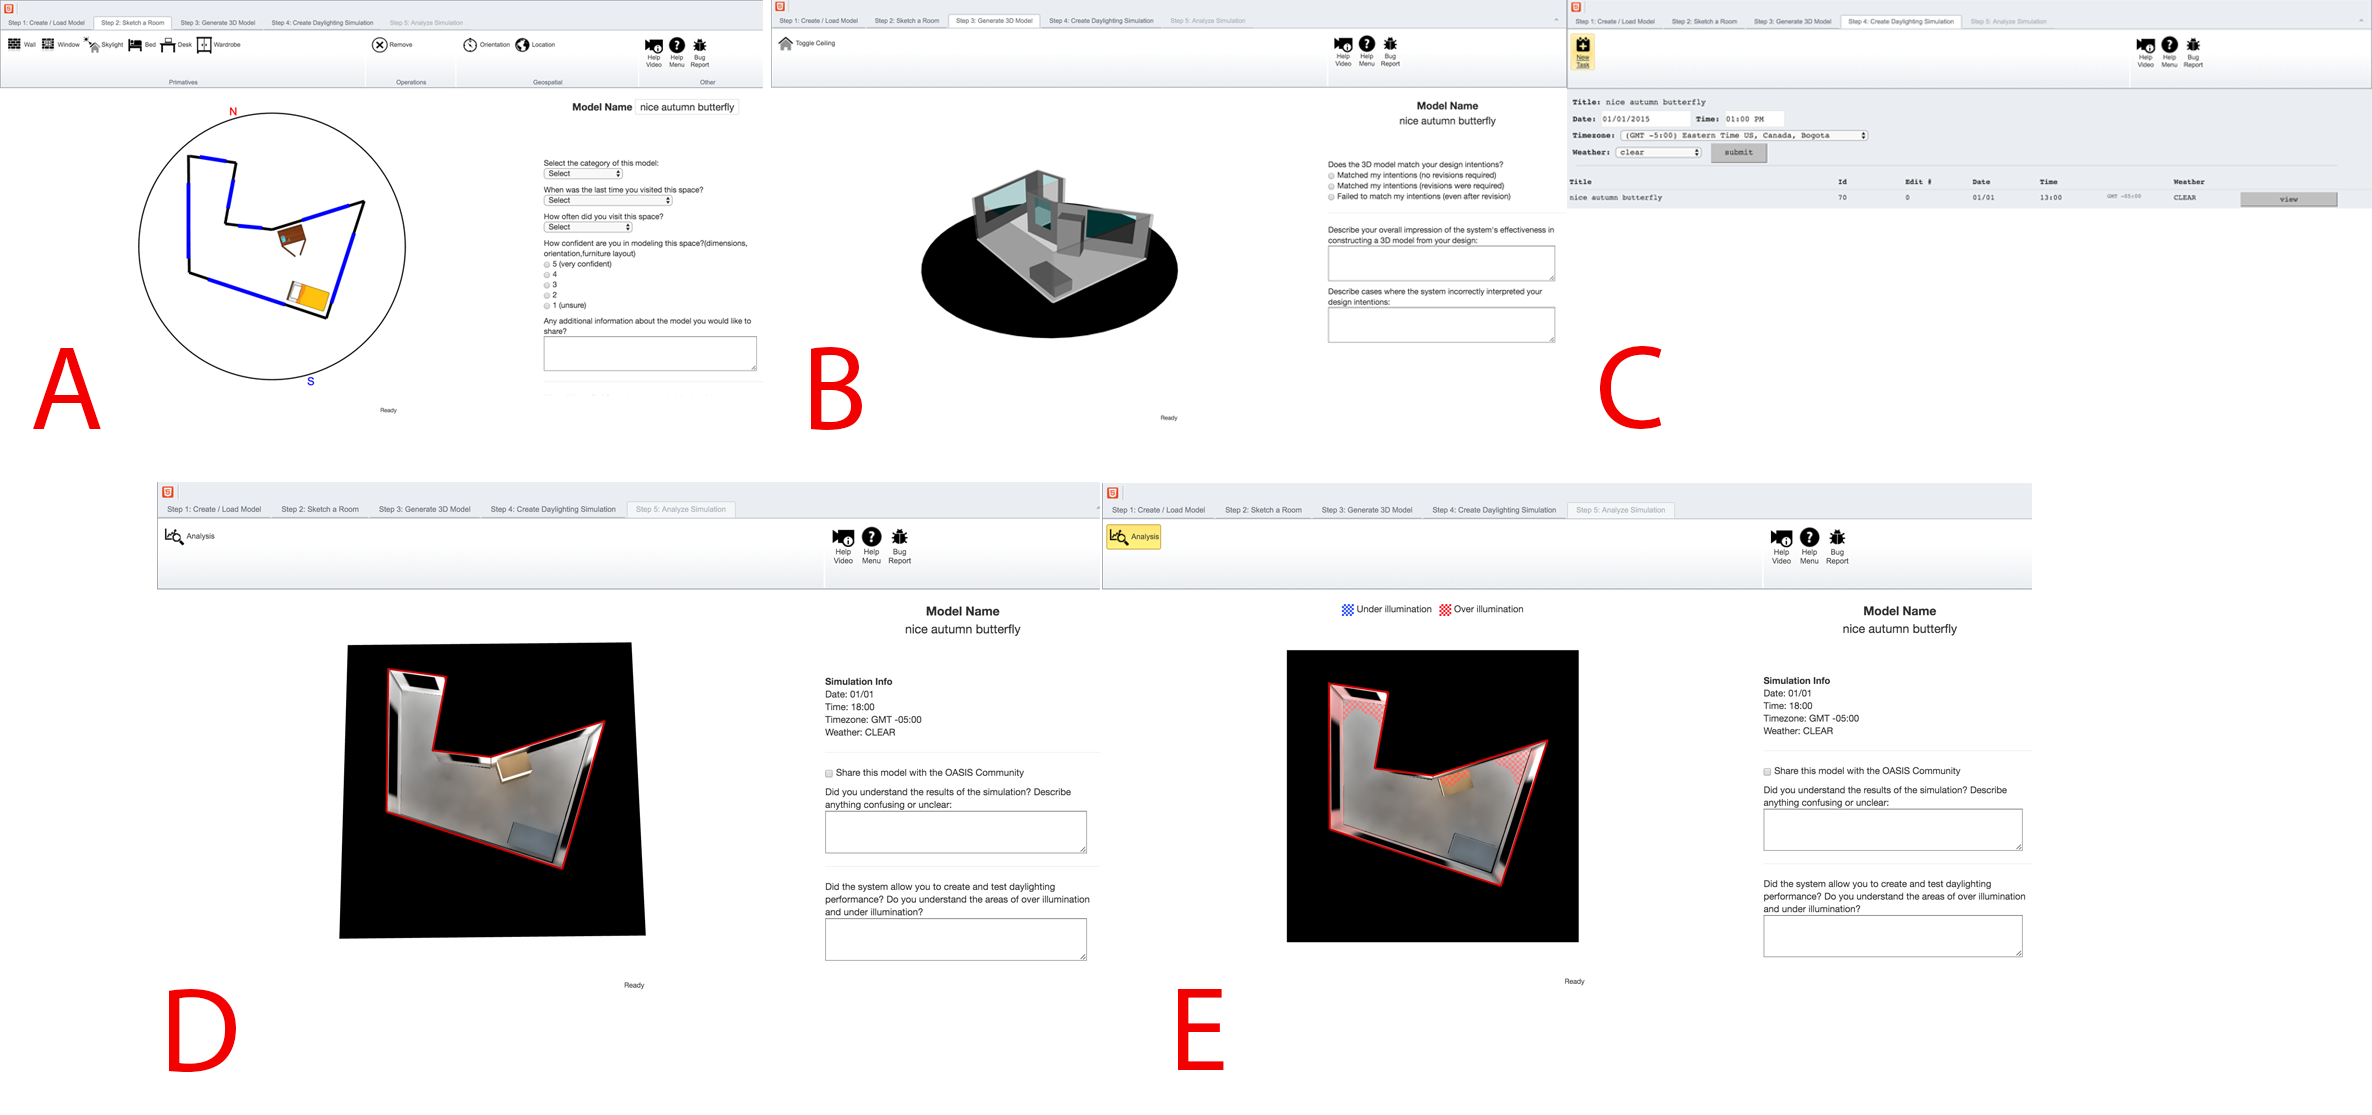 Step 1: Create / Load Model Step 2: Sketch a Room Step 3: Generate 3D Model Step 4: Create Daylighting Simulation Step 5: Analyze Simulation
Wall Window Skylight Bed Desk Wardrobe Remove Orientation Location Help Video Help Menu Bug Report
Primatives Operations Geospatial Other
N
S
Model Name nice autumn butterfly
Select the category of this model:
Select
When was the last time you visited this space?
Select
How often did you visit this space?
Select
How confident are you in modeling this space?(dimensions,
orientation,furniture layout)
5 (very confident)
4
3
2
1 (unsure)
Any additional information about the model you would like to
share?
Ready
A
Step 1: Create / Load Model Step 2: Sketch a Room Step 3: Generate 3D Model Step 4: Create Daylighting Simulation Step 5: Analyze Simulation
Toggle Ceiling Help Video Help Menu Bug Report
Model Name
nice autumn butterfly
Does the 3D model match your design intentions?
Matched my intentions (no revisions required)
Matched my intentions (revisions were required)
Failed to match my intentions (even after revision)
Describe your overall impression of the system's effectiveness in
constructing a 3D model from your design:
Describe cases where the system incorrectly interpreted your
design intentions:
Ready
B
Step 1: Create / Load Model Step 2: Sketch a Room Step 3: Generate 3D Model Step 4: Create Daylighting Simulation Step 5: Analyze Simulation
New Task Help Video Help Menu Bug Report
Title: nice autumn butterfly
Date: 01/01/2015 Time: 01:00 PM
Timezone: (GMT -5:00) Eastern Time US, Canada, Bogota
Weather: clear submit
Title Id Edit # Date Time Weather
nice autumn butterfly 70 0 01/01 13:00 GMT -05:00 CLEAR view
C
Step 1: Create / Load Model Step 2: Sketch a Room Step 3: Generate 3D Model Step 4: Create Daylighting Simulation Step 5: Analyze Simulation
Analysis Help Video Help Menu Bug Report
Model Name
nice autumn butterfly
Simulation Info
Date: 01/01
Time: 18:00
Timezone: GMT -05:00
Weather: CLEAR
Share this model with the OASIS Community
Did you understand the results of the simulation? Describe
anything confusing or unclear:
Did the system allow you to create and test daylighting
performance? Do you understand the areas of over illumination
and under illumination?
Ready
D
Step 1: Create / Load Model Step 2: Sketch a Room Step 3: Generate 3D Model Step 4: Create Daylighting Simulation Step 5: Analyze Simulation
Analysis Help Video Help Menu Bug Report
Under illumination Over illumination
Model Name
nice autumn butterfly
Simulation Info
Date: 01/01
Time: 18:00
Timezone: GMT -05:00
Weather: CLEAR
Share this model with the OASIS Community
Did you understand the results of the simulation? Describe
anything confusing or unclear:
Did the system allow you to create and test daylighting
performance? Do you understand the areas of over illumination
and under illumination?
Ready
E